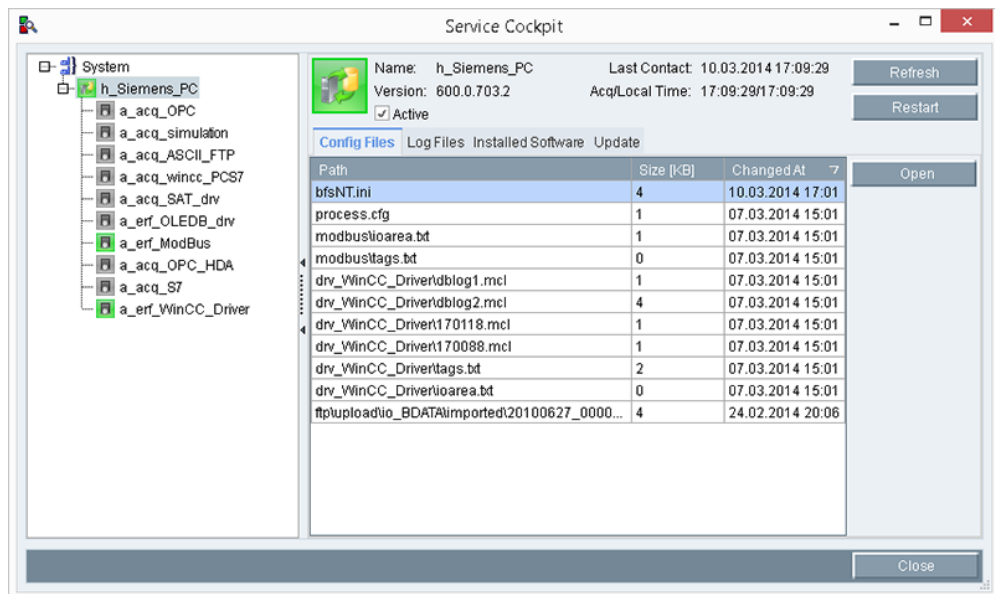 Service Cockpit
System
h_Siemens_PC
a_acq_OPC
a_acq_simulation
a_acq_ASCII_FTP
a_acq_wincc_PCS7
a_acq_SAT_drv
a_erf_OLEDB_drv
a_erf_ModBus
a_acq_OPC_HDA
a_acq_S7
a_erf_WinCC_Driver
Name: h_Siemens_PC Last Contact: 10.03.2014 17:09:29
Version: 600.0.703.2 Acq/Local Time: 17:09:29/17:09:29
Active
Refresh
Restart
Config Files Log Files Installed Software Update
Path Size [KB] Changed At
bfsNT.ini 4 10.03.2014 17:01
process.cfg 1 07.03.2014 15:01
modbus\ioarea.txt 1 07.03.2014 15:01
modbus\tags.txt 0 07.03.2014 15:01
drv_WinCC_Driver\dblog1.mcl 1 07.03.2014 15:01
drv_WinCC_Driver\dblog2.mcl 4 07.03.2014 15:01
drv_WinCC_Driver\170118.mcl 1 07.03.2014 15:01
drv_WinCC_Driver\170088.mcl 1 07.03.2014 15:01
drv_WinCC_Driver\tags.txt 2 07.03.2014 15:01
drv_WinCC_Driver\ioarea.txt 0 07.03.2014 15:01
ftp\upload\io_BDATA\imported\20100627_0000... 4 24.02.2014 20:06
Open
Close